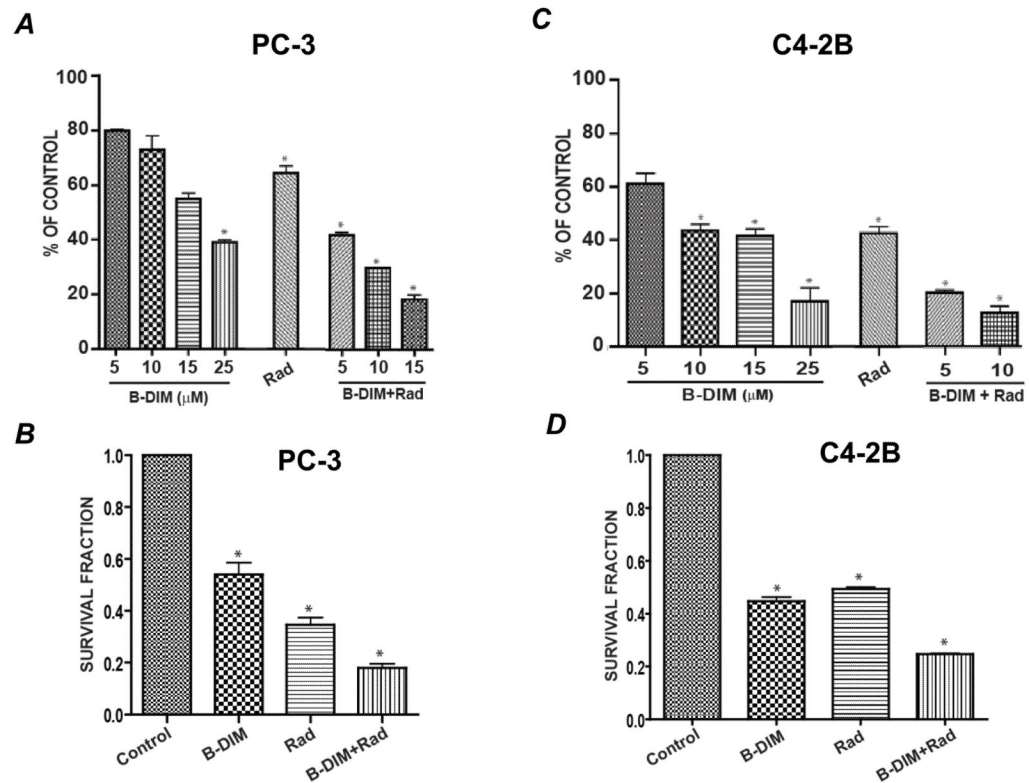 A
PC-3
% OF CONTROL
100
80
60
40
20
0
5 10 15 25 Rad 5 10 15
B-DIM (μM) B-DIM+Rad
* * * * *
C
C4-2B
% OF CONTROL
100
80
60
40
20
0
5 10 15 25 Rad 5 10
B-DIM (μM) B-DIM + Rad
* * * * * *
B
PC-3
SURVIVAL FRACTION
1.0
0.8
0.6
0.4
0.2
0.0
Control B-DIM Rad B-DIM+Rad
* * *
D
C4-2B
SURVIVAL FRACTION
1.0
0.8
0.6
0.4
0.2
0.0
Control B-DIM Rad B-DIM+Rad
* * *